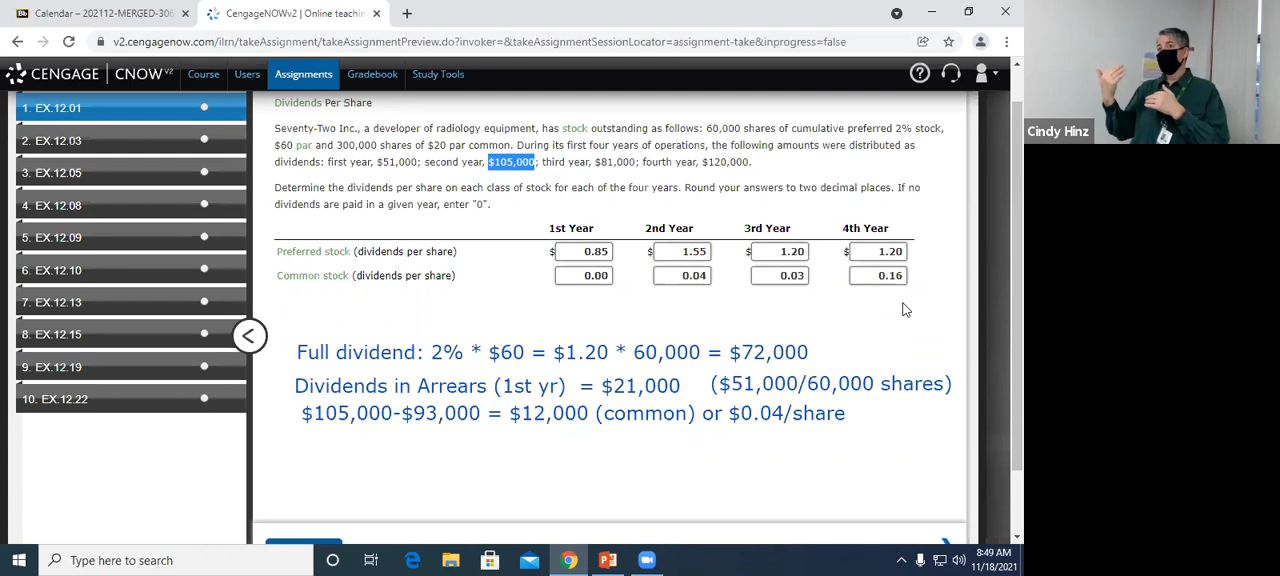 Calendar – 202112-MERGED-306
CengageNOWv2 | Online teachin
v2.cengagenow.com/ilrn/takeAssignment/takeAssignmentPreview.do?invoker=&takeAssignmentSessionLocator=assignment-take&inprogress=false
CENGAGE | CNOWV2 Course Users Assignments Gradebook Study Tools
1. EX.12.01
2. EX.12.03
3. EX.12.05
4. EX.12.08
5. EX.12.09
6. EX.12.10
7. EX.12.13
8. EX.12.15
9. EX.12.19
10. EX.12.22
Dividends Per Share
Seventy-Two Inc., a developer of radiology equipment, has stock outstanding as follows: 60,000 shares of cumulative preferred 2% stock,
$60 par and 300,000 shares of $20 par common. During its first four years of operations, the following amounts were distributed as
dividends: first year, $51,000; second year, $105,000; third year, $81,000; fourth year, $120,000.
Determine the dividends per share on each class of stock for each of the four years. Round your answers to two decimal places. If no
dividends are paid in a given year, enter "0".
1st Year 2nd Year 3rd Year 4th Year
Preferred stock (dividends per share) $ 0.85 $ 1.55 $ 1.20 $ 1.20
Common stock (dividends per share) 0.00 0.04 0.03 0.16
Full dividend: 2% * $60 = $1.20 * 60,000 = $72,000
Dividends in Arrears (1st yr) = $21,000 ($51,000/60,000 shares)
$105,000-$93,000 = $12,000 (common) or $0.04/share
Cindy Hinz
Type here to search
8:49 AM
11/18/2021